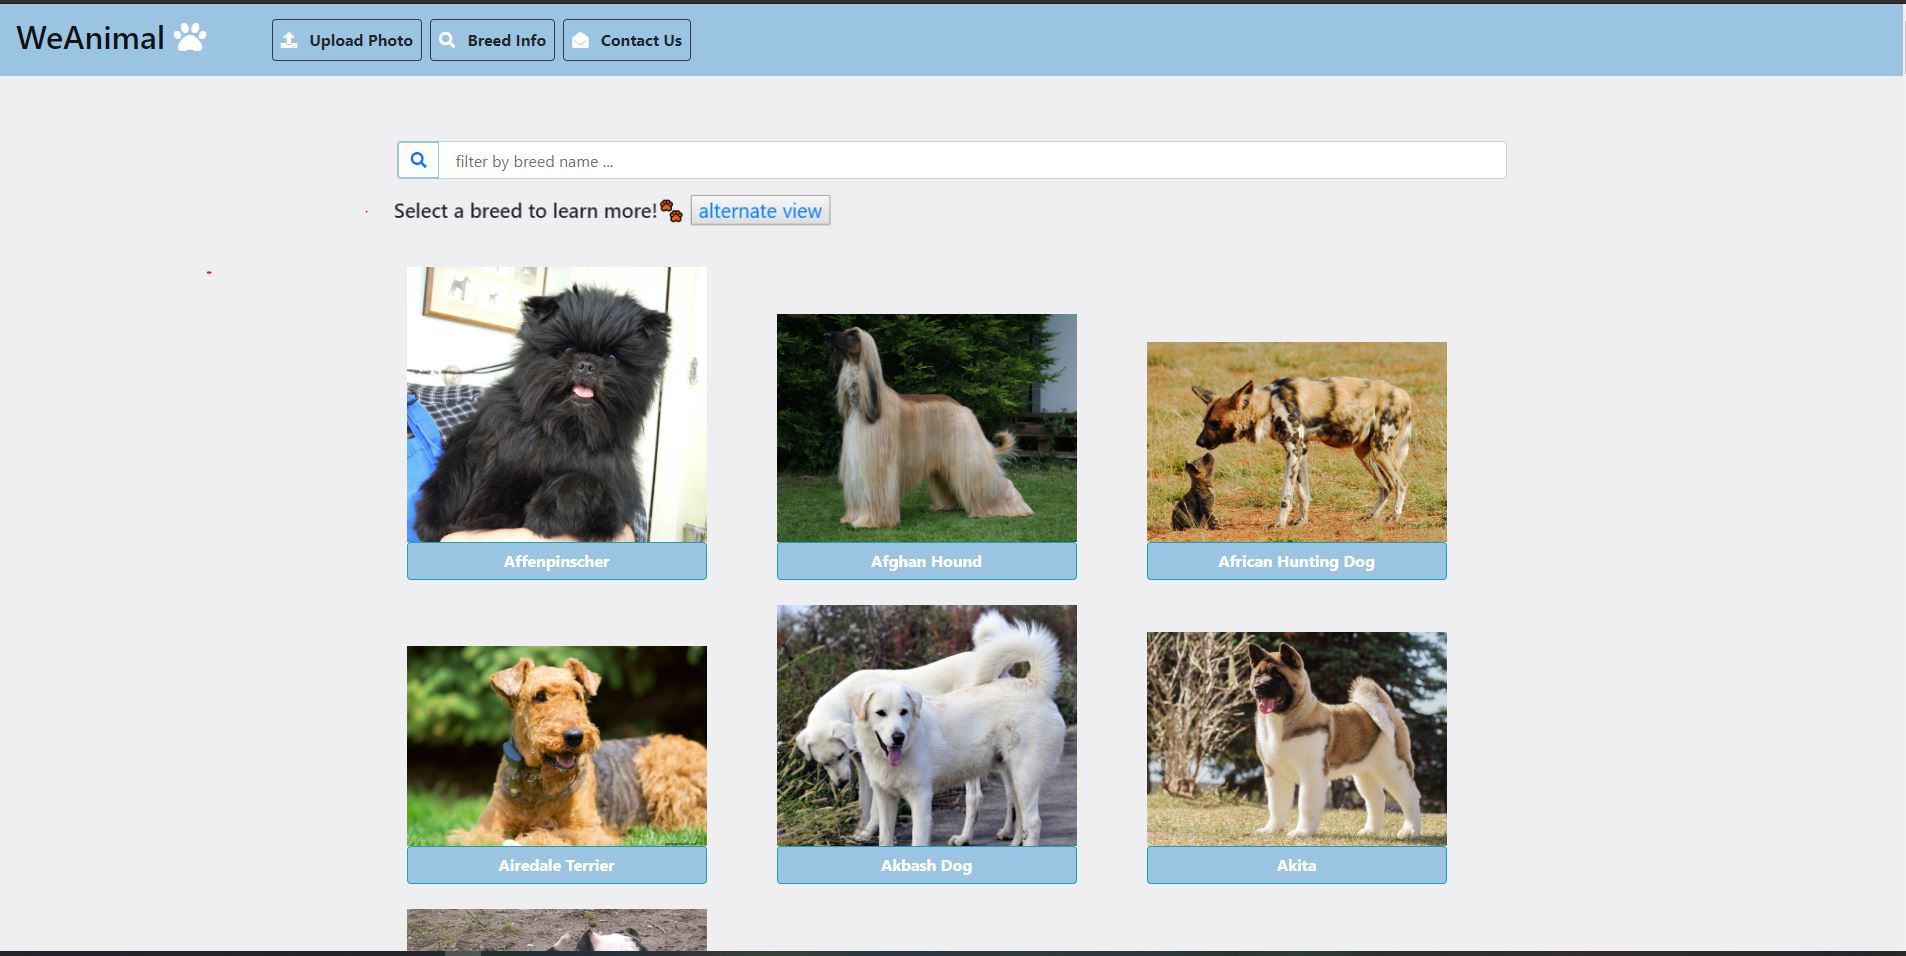 WeAnimal
Upload Photo
Breed Info
Contact Us
filter by breed name ...
Select a breed to learn more!
alternate view
Affenpinscher
Afghan Hound
African Hunting Dog
Airedale Terrier
Akbash Dog
Akita